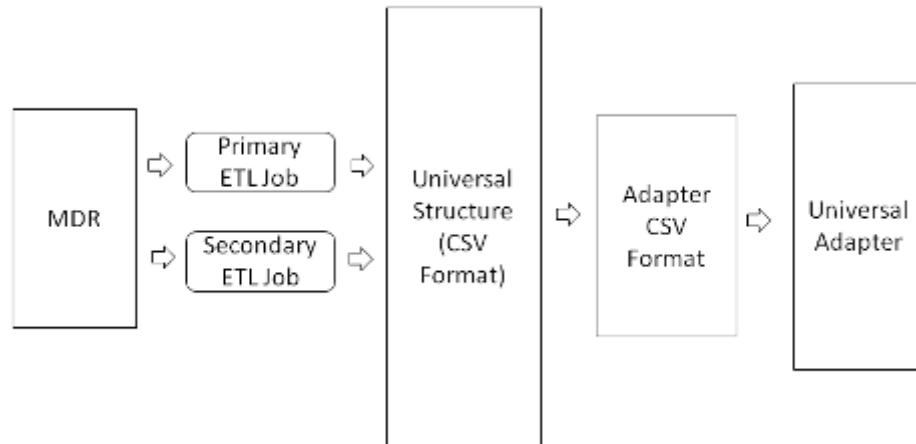 MDR
Primary
ETL Job
Secondary
ETL Job
Universal
Structure
(CSV
Format)
Adapter
CSV
Format
Universal
Adapter